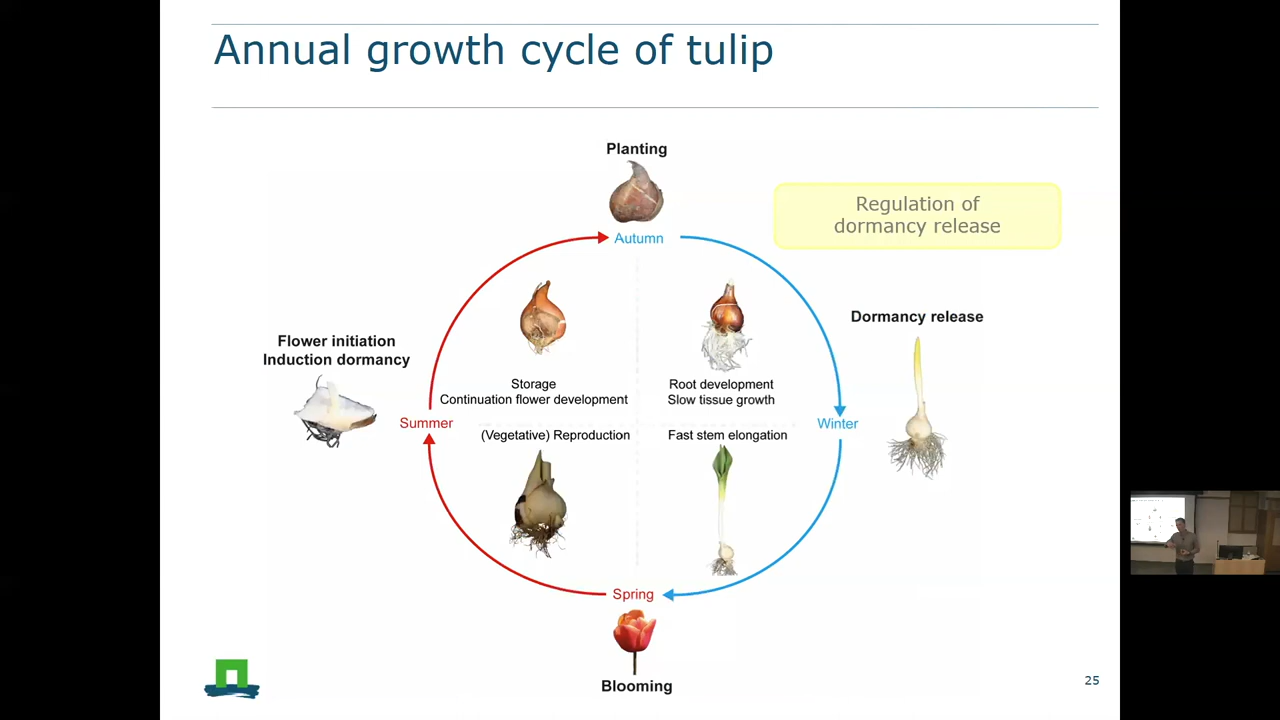 Annual growth cycle of tulip
Planting
Regulation of
dormancy release
Autumn
Dormancy release
Flower initiation
Induction dormancy
Storage
Continuation flower development
Root development
Slow tissue growth
Summer
Winter
(Vegetative) Reproduction
Fast stem elongation
Spring
Blooming
25